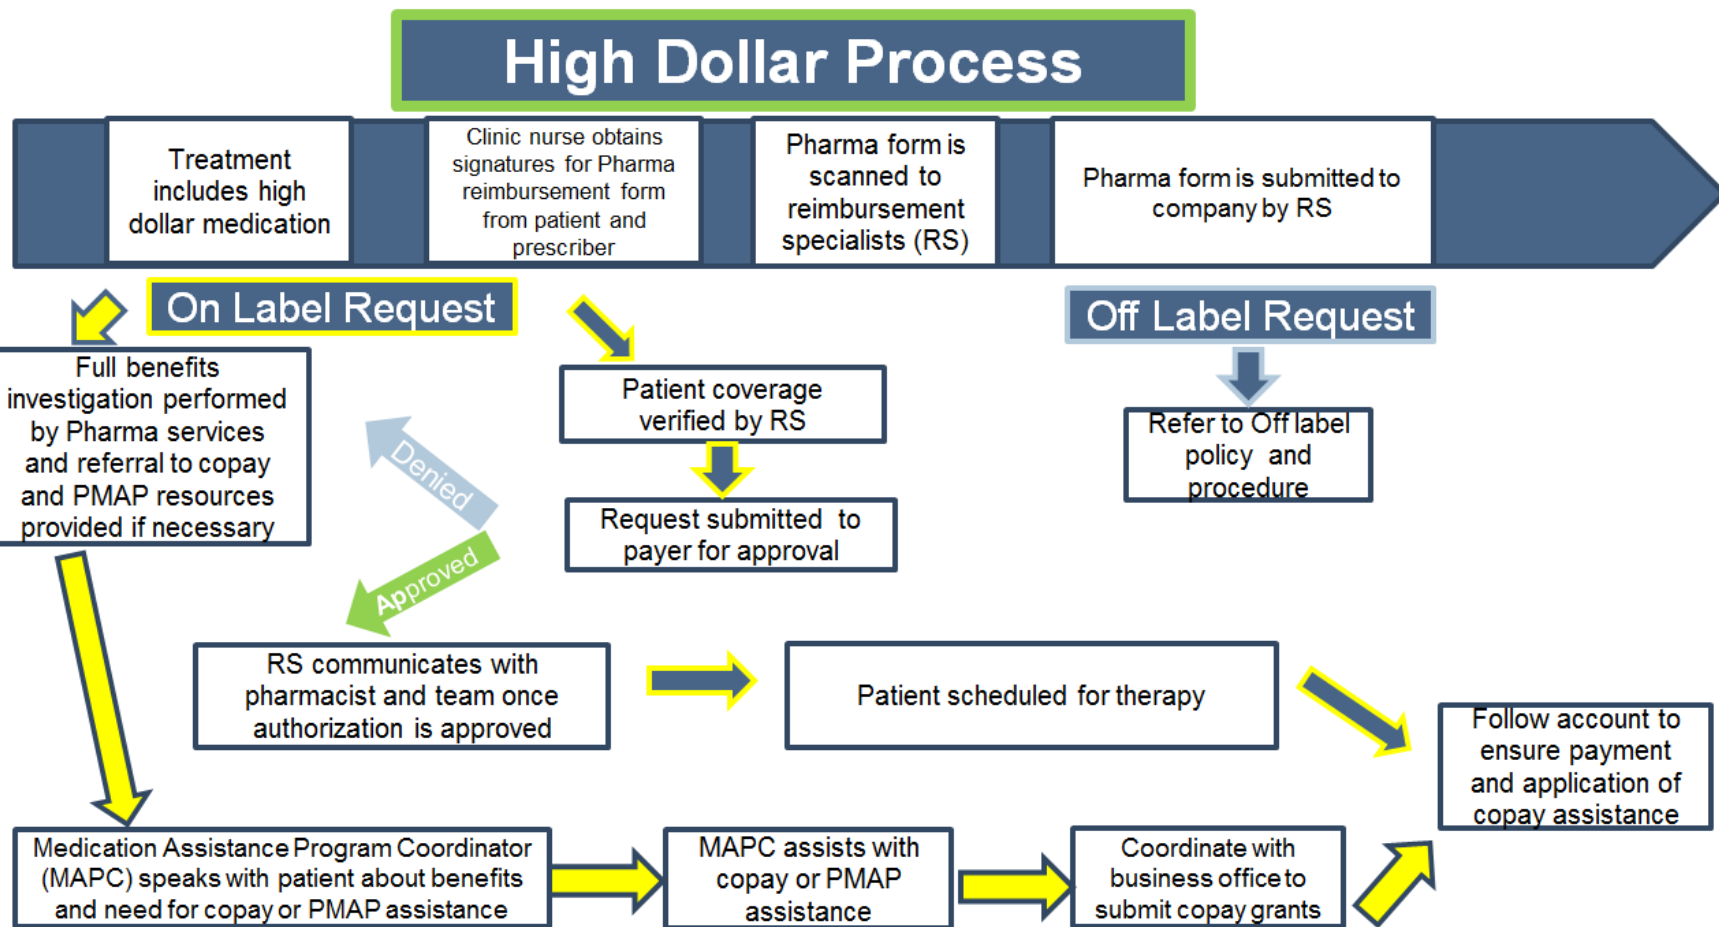 High Dollar Process
Treatment
includes high
dollar medication
Clinic nurse obtains
signatures for Pharma
reimbursement form
from patient and
prescriber
Pharma form is
scanned to
reimbursement
specialists (RS)
Pharma form is submitted to
company by RS
On Label Request
Off Label Request
Full benefits
investigation performed
by Pharma services
and referral to copay
and PMAP resources
provided if necessary
Patient coverage
verified by RS
Refer to Off label
policy and
procedure
Denied
Request submitted to
payer for approval
Approved
RS communicates with
pharmacist and team once
authorization is approved
Patient scheduled for therapy
Follow account to
ensure payment
and application of
copay assistance
Medication Assistance Program Coordinator
(MAPC) speaks with patient about benefits
and need for copay or PMAP assistance
MAPC assists with
copay or PMAP
assistance
Coordinate with
business office to
submit copay grants